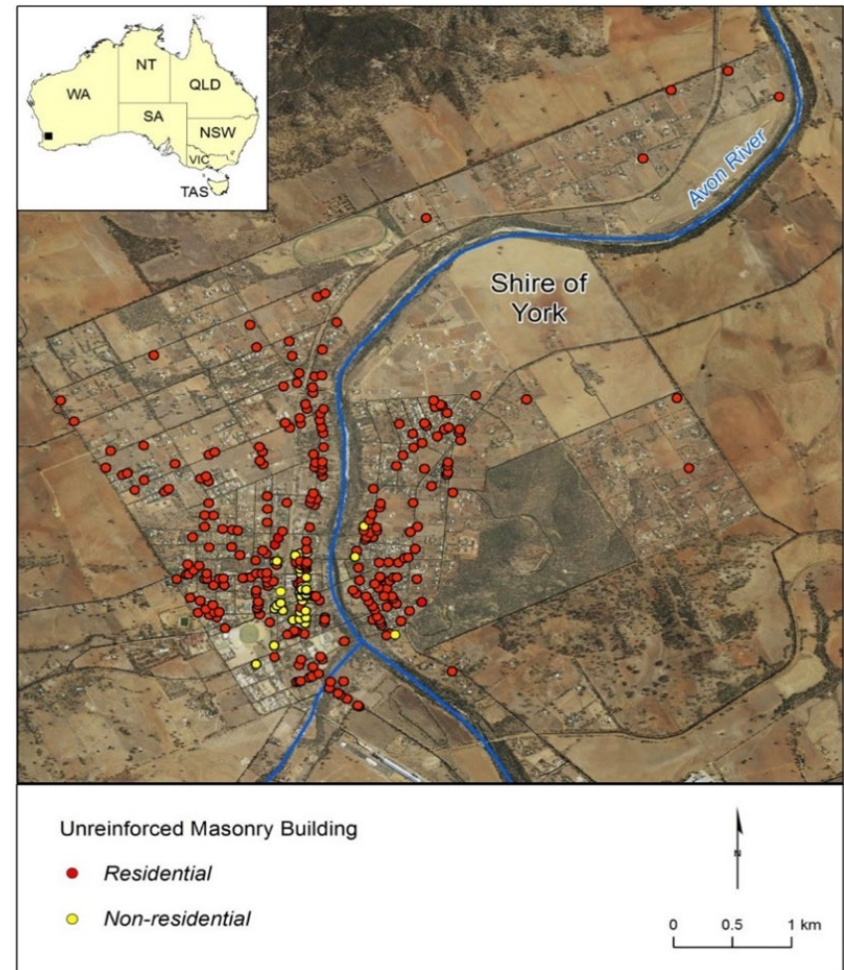 NT
WA
QLD
SA
NSW
VIC
TAS
Avon River
Shire of
York
Unreinforced Masonry Building
Residential
Non-residential
N
0 0.5 1 km